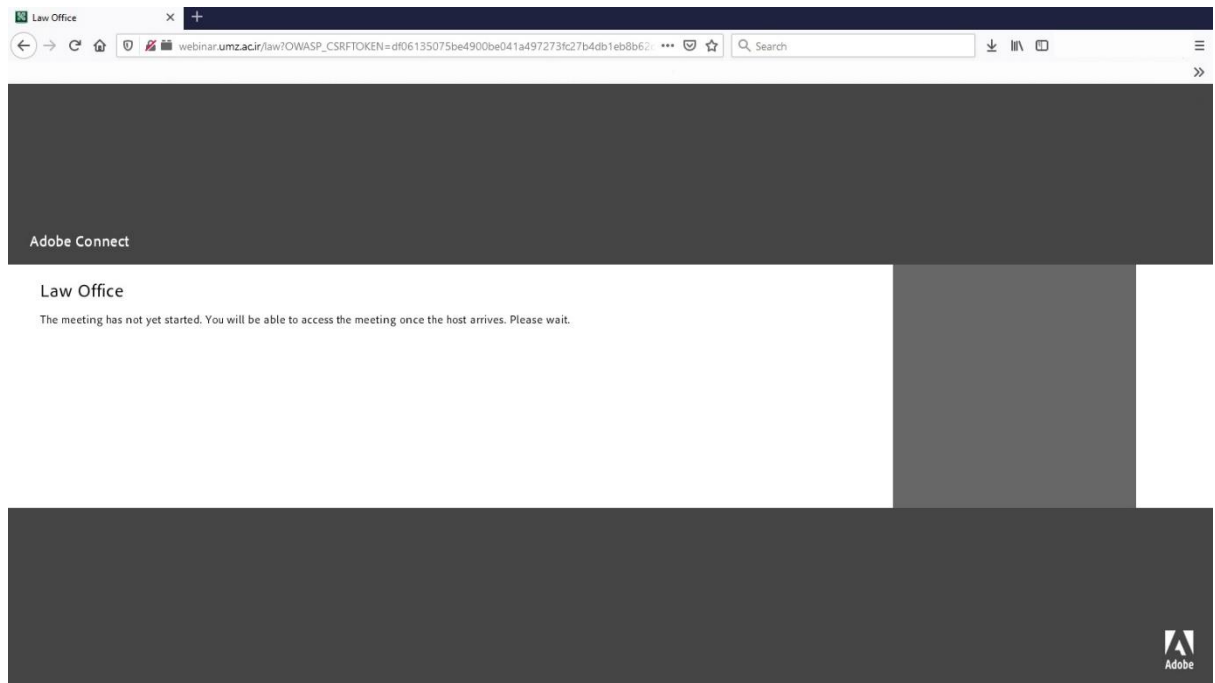 Law Office
webinar.umz.ac.ir/law?OWASP_CSRFTOKEN=df06135075be4900be041a497273fc27b4db1eb8b62
Search
Adobe Connect
Law Office
The meeting has not yet started. You will be able to access the meeting once the host arrives. Please wait.
Adobe